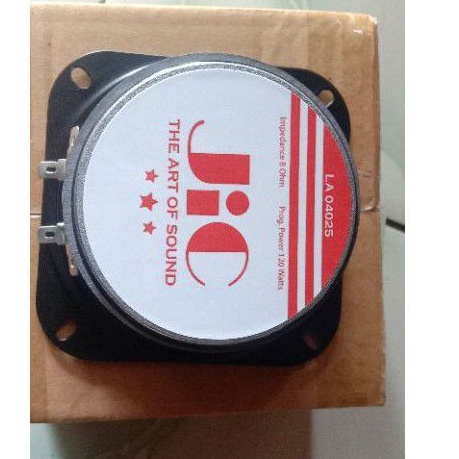 LA 04025
Impedance 8 Ohm Prog. Power 120 Watts
JiC
THE ART OF SOUND